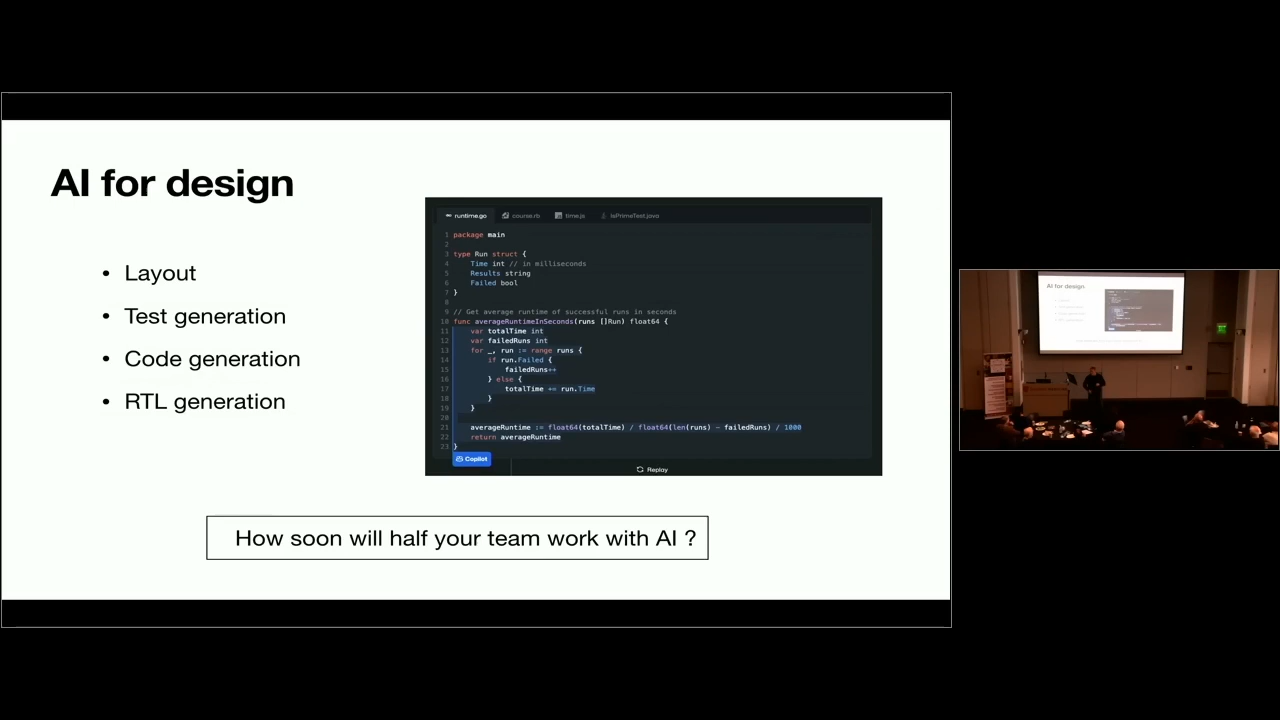 AI for design
• Layout
• Test generation
• Code generation
• RTL generation
runtime.go course.rb time.js IsPrimeTest.java
1 package main
2
3 type Run struct {
4 Time int // in milliseconds
5 Results string
6 Failed bool
7 }
8
9 // Get average runtime of successful runs in seconds
10 func averageRuntimeInSeconds(runs []Run) float64 {
11 var totalTime int
12 var failedRuns int
13 for _, run := range runs {
14 if run.Failed {
15 failedRuns++
16 } else {
17 totalTime += run.Time
18 }
19 }
20
21 averageRuntime := float64(totalTime) / float64(len(runs) - failedRuns) / 1000
22 return averageRuntime
23 }
Copilot
Replay
How soon will half your team work with AI ?
AI for design